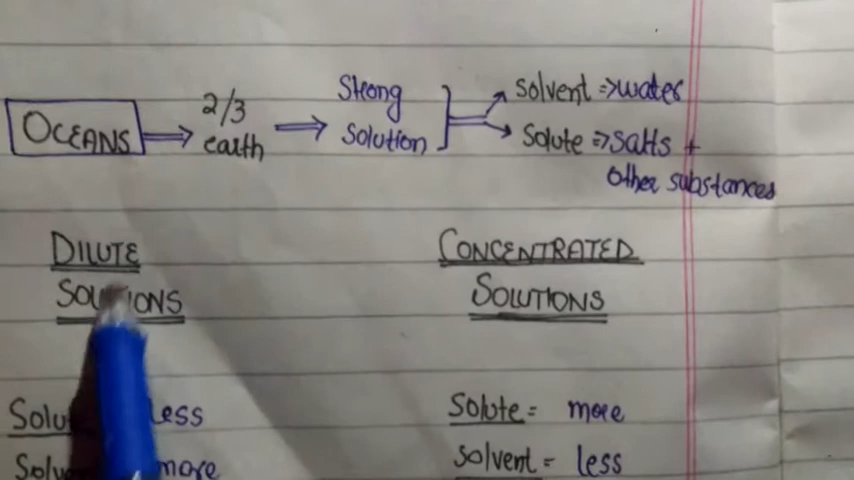 OCEANS ⇒ 2/3 earth ⇒ Strong Solution
solvent ⇒ water
Solute ⇒ salts +
other substances
DILUTE
CONCENTRATED
SOLUTIONS
Less
Solute = more
more
solvent = less